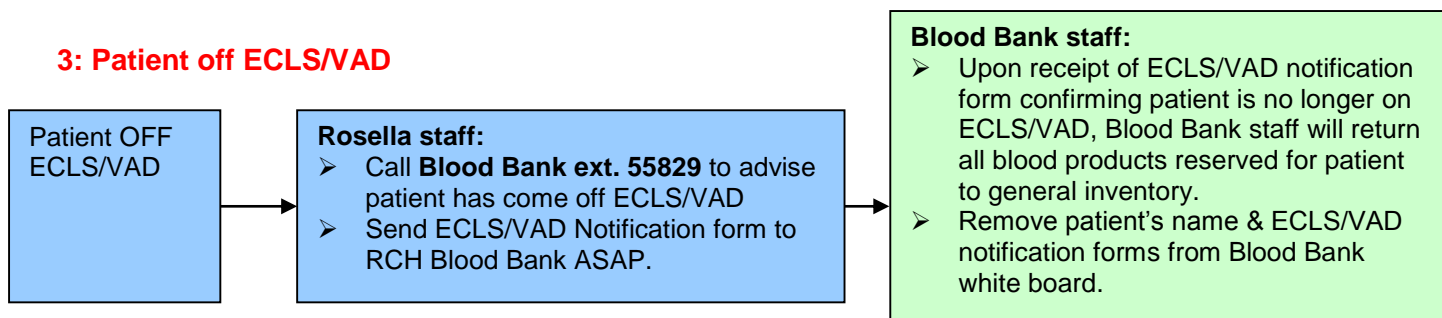 3: Patient off ECLS/VAD
Patient OFF
ECLS/VAD
Rosella staff:
➢ Call Blood Bank ext. 55829 to advise
patient has come off ECLS/VAD
➢ Send ECLS/VAD Notification form to
RCH Blood Bank ASAP.
Blood Bank staff:
➢ Upon receipt of ECLS/VAD notification
form confirming patient is no longer on
ECLS/VAD, Blood Bank staff will return
all blood products reserved for patient
to general inventory.
➢ Remove patient’s name & ECLS/VAD
notification forms from Blood Bank
white board.